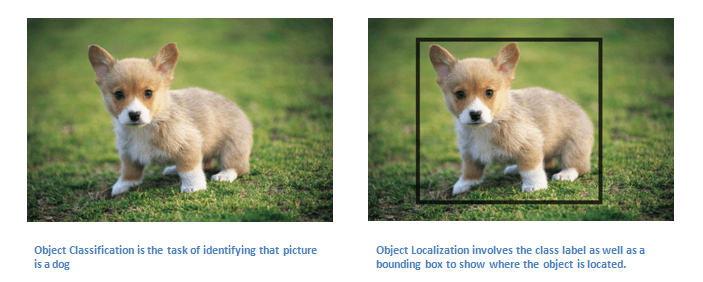 Object Classification is the task of identifying that picture
is a dog
Object Localization involves the class label as well as a
bounding box to show where the object is located.